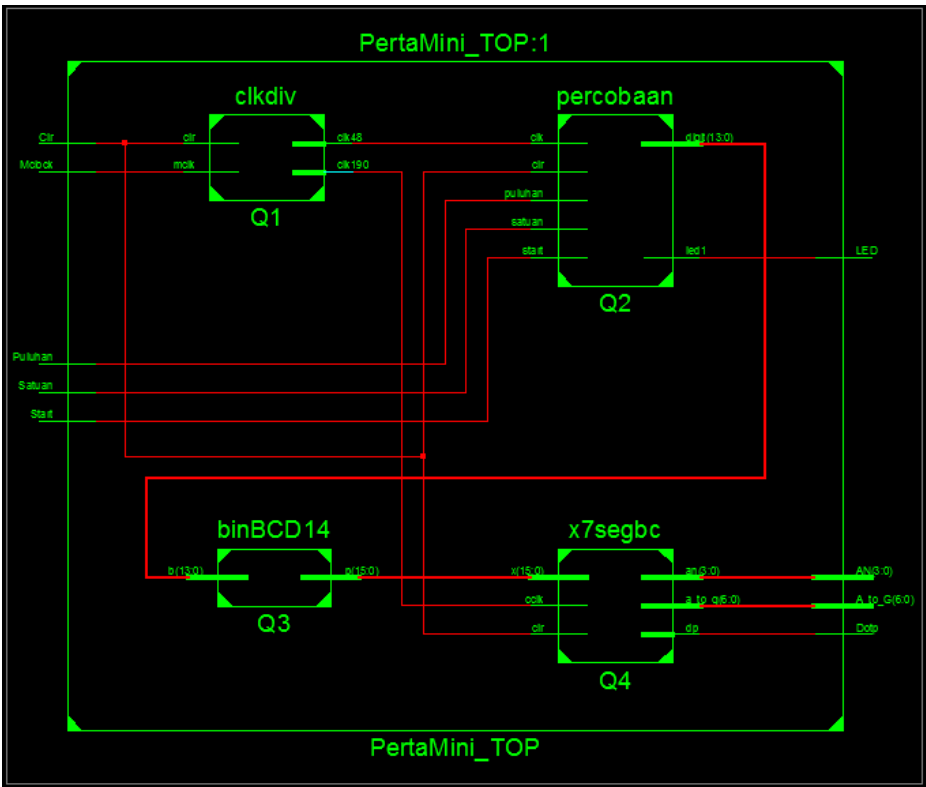 PertaMini_TOP:1
clkdiv
percobaan
Clr
clr
clk48
clk
digit(13:0)
Mclock
mclk
clk190
clr
Q1
puluhan
satuan
start
led1
LED
Q2
Puluhan
Satuan
Start
binBCD14
x7segbc
b(13:0)
p(15:0)
x(15:0)
an(3:0)
AN(3:0)
cclk
a_to_g(6:0)
A_to_G(6:0)
clr
dp
Dotp
Q3
Q4
PertaMini_TOP